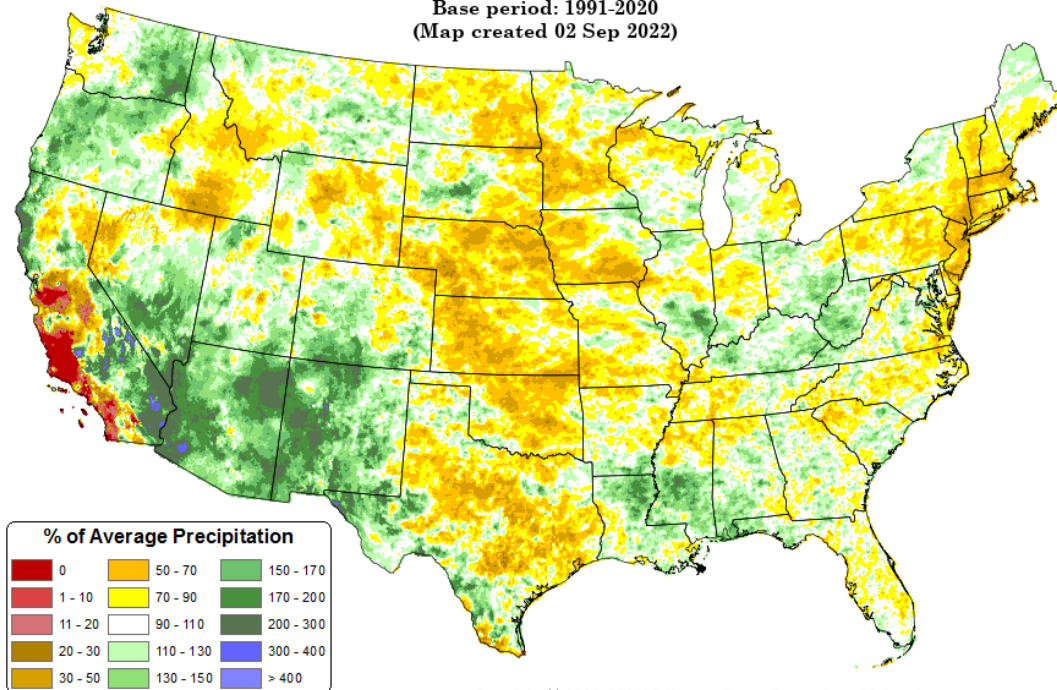 Base period: 1991-2020
(Map created 02 Sep 2022)
% of Average Precipitation
0
50 - 70
150 - 170
1 - 10
70 - 90
170 - 200
11 - 20
90 - 110
200 - 300
20 - 30
110 - 130
300 - 400
30 - 50
130 - 150
> 400